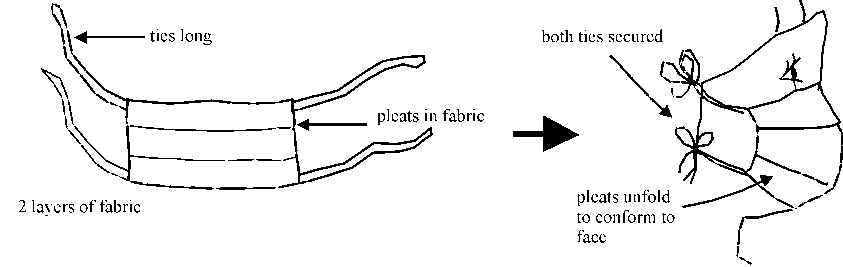 ties long
both ties secured
pleats in fabric
2 layers of fabric
pleats unfold
to conform to
face